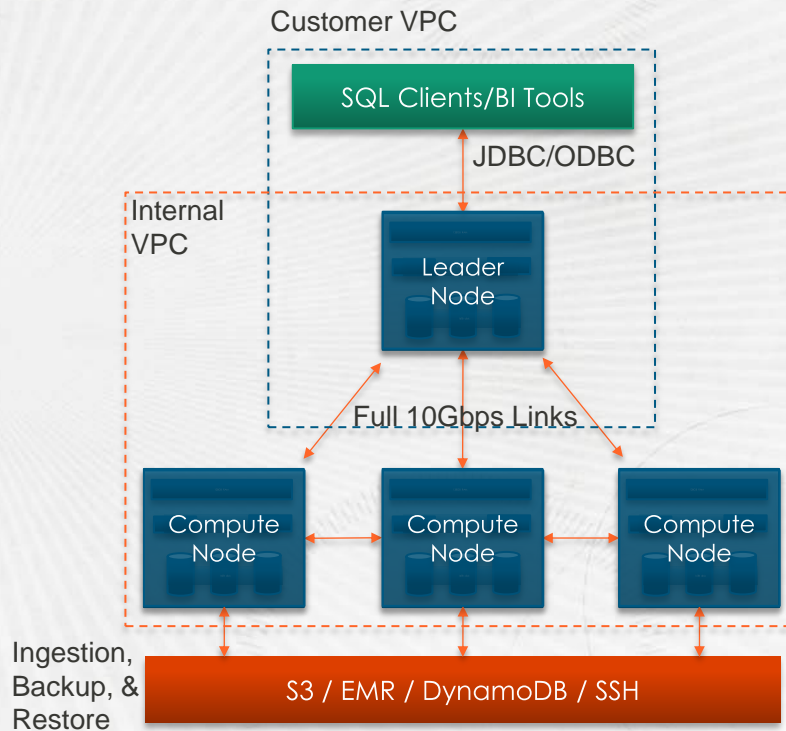 Customer VPC
SQL Clients/BI Tools
JDBC/ODBC
Internal
VPC
Leader
Node
Full 10Gbps Links
Compute
Node
Compute
Node
Compute
Node
Ingestion,
Backup, &
Restore
S3 / EMR / DynamoDB / SSH